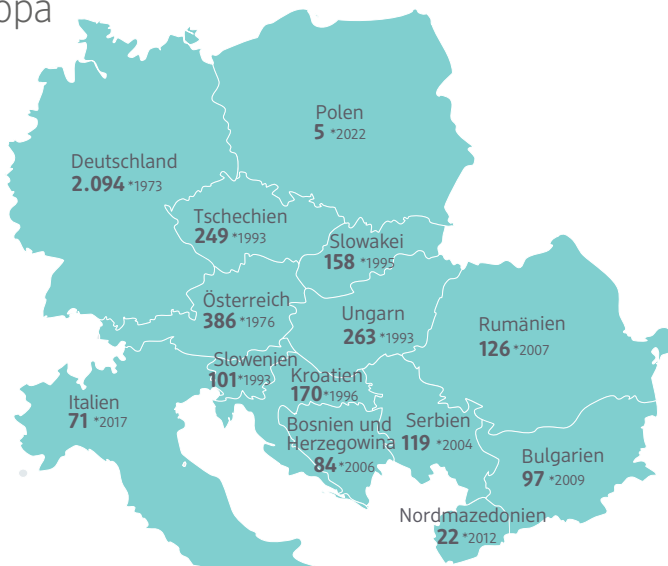 opa
Polen
5 *2022
Deutschland
2.094 *1973
Tschechien
249 *1993
Slowakei
158 *1995
Österreich
386 *1976
Ungarn
263 *1993
Rumänien
126 *2007
Slowenien
101 *1993
Kroatien
170 *1996
Italien
71 *2017
Bosnien und
Herzegowina
84 *2006
Serbien
119 *2004
Bulgarien
97 *2009
Nordmazedonien
22 *2012